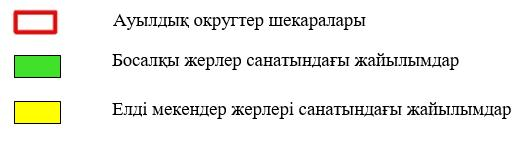 Ауылдық округтер шекаралары
Босалқы жерлер санатындағы жайылымдар
Елді мекендер жерлері санатындағы жайылымдар